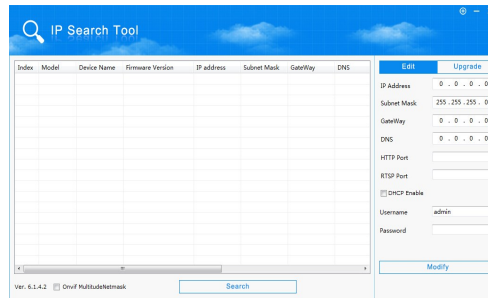 IP Search Tool
Index Model Device Name Firmware Version IP address Subnet Mask GateWay DNS
Edit Upgrade
IP Address 0 . 0 . 0 . 0
Subnet Mask 255 . 255 . 255 . 0
GateWay 0 . 0 . 0 . 0
DNS 0 . 0 . 0 . 0
HTTP Port
RTSP Port
DHCP Enable
Username admin
Password
Modify
Ver. 6.1.4.2 Onvif MultitudeNetmask Search